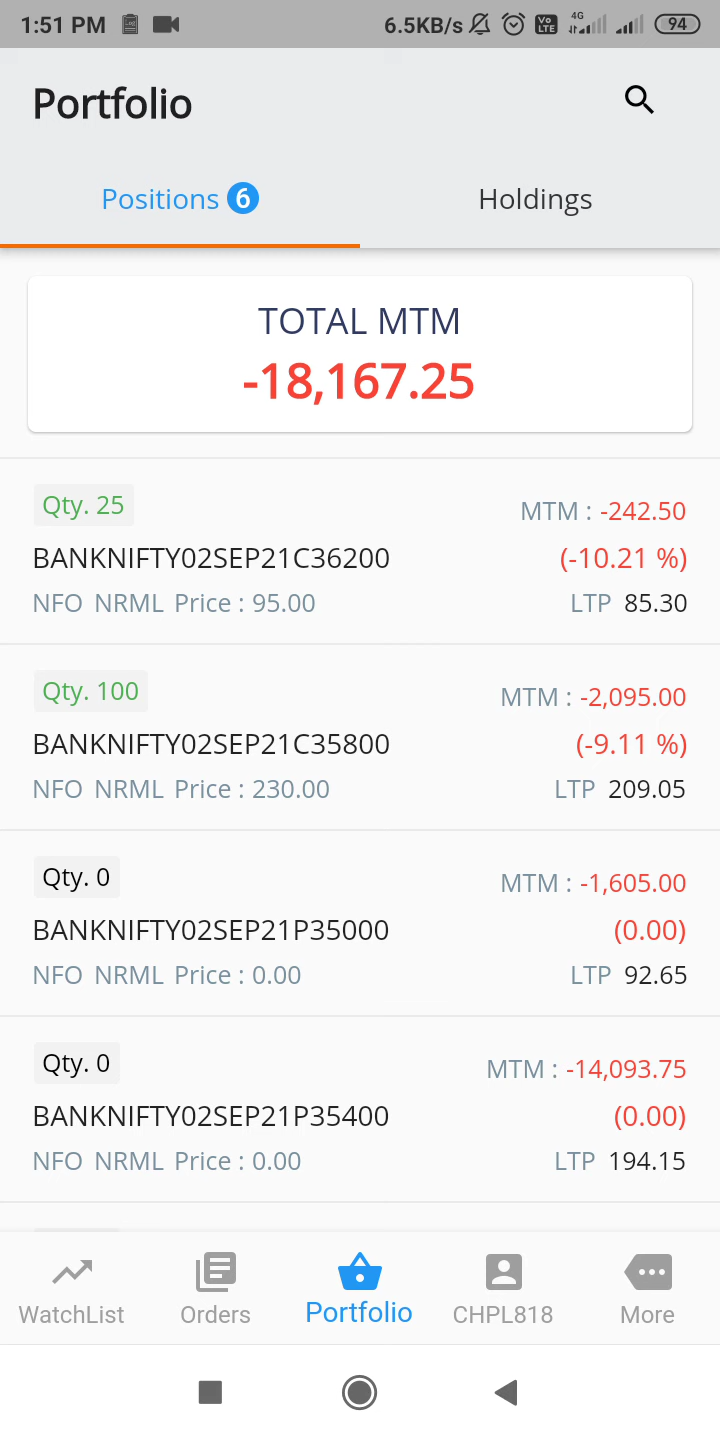 1:51 PM 6.5KB/s Vo LTE 4G 94
Portfolio
Positions 6 Holdings
TOTAL MTM
-18,167.25
Qty. 25 MTM : -242.50
BANKNIFTY02SEP21C36200 (-10.21 %)
NFO NRML Price : 95.00 LTP 85.30
Qty. 100 MTM : -2,095.00
BANKNIFTY02SEP21C35800 (-9.11 %)
NFO NRML Price : 230.00 LTP 209.05
Qty. 0 MTM : -1,605.00
BANKNIFTY02SEP21P35000 (0.00)
NFO NRML Price : 0.00 LTP 92.65
Qty. 0 MTM : -14,093.75
BANKNIFTY02SEP21P35400 (0.00)
NFO NRML Price : 0.00 LTP 194.15
WatchList Orders Portfolio CHPL818 More